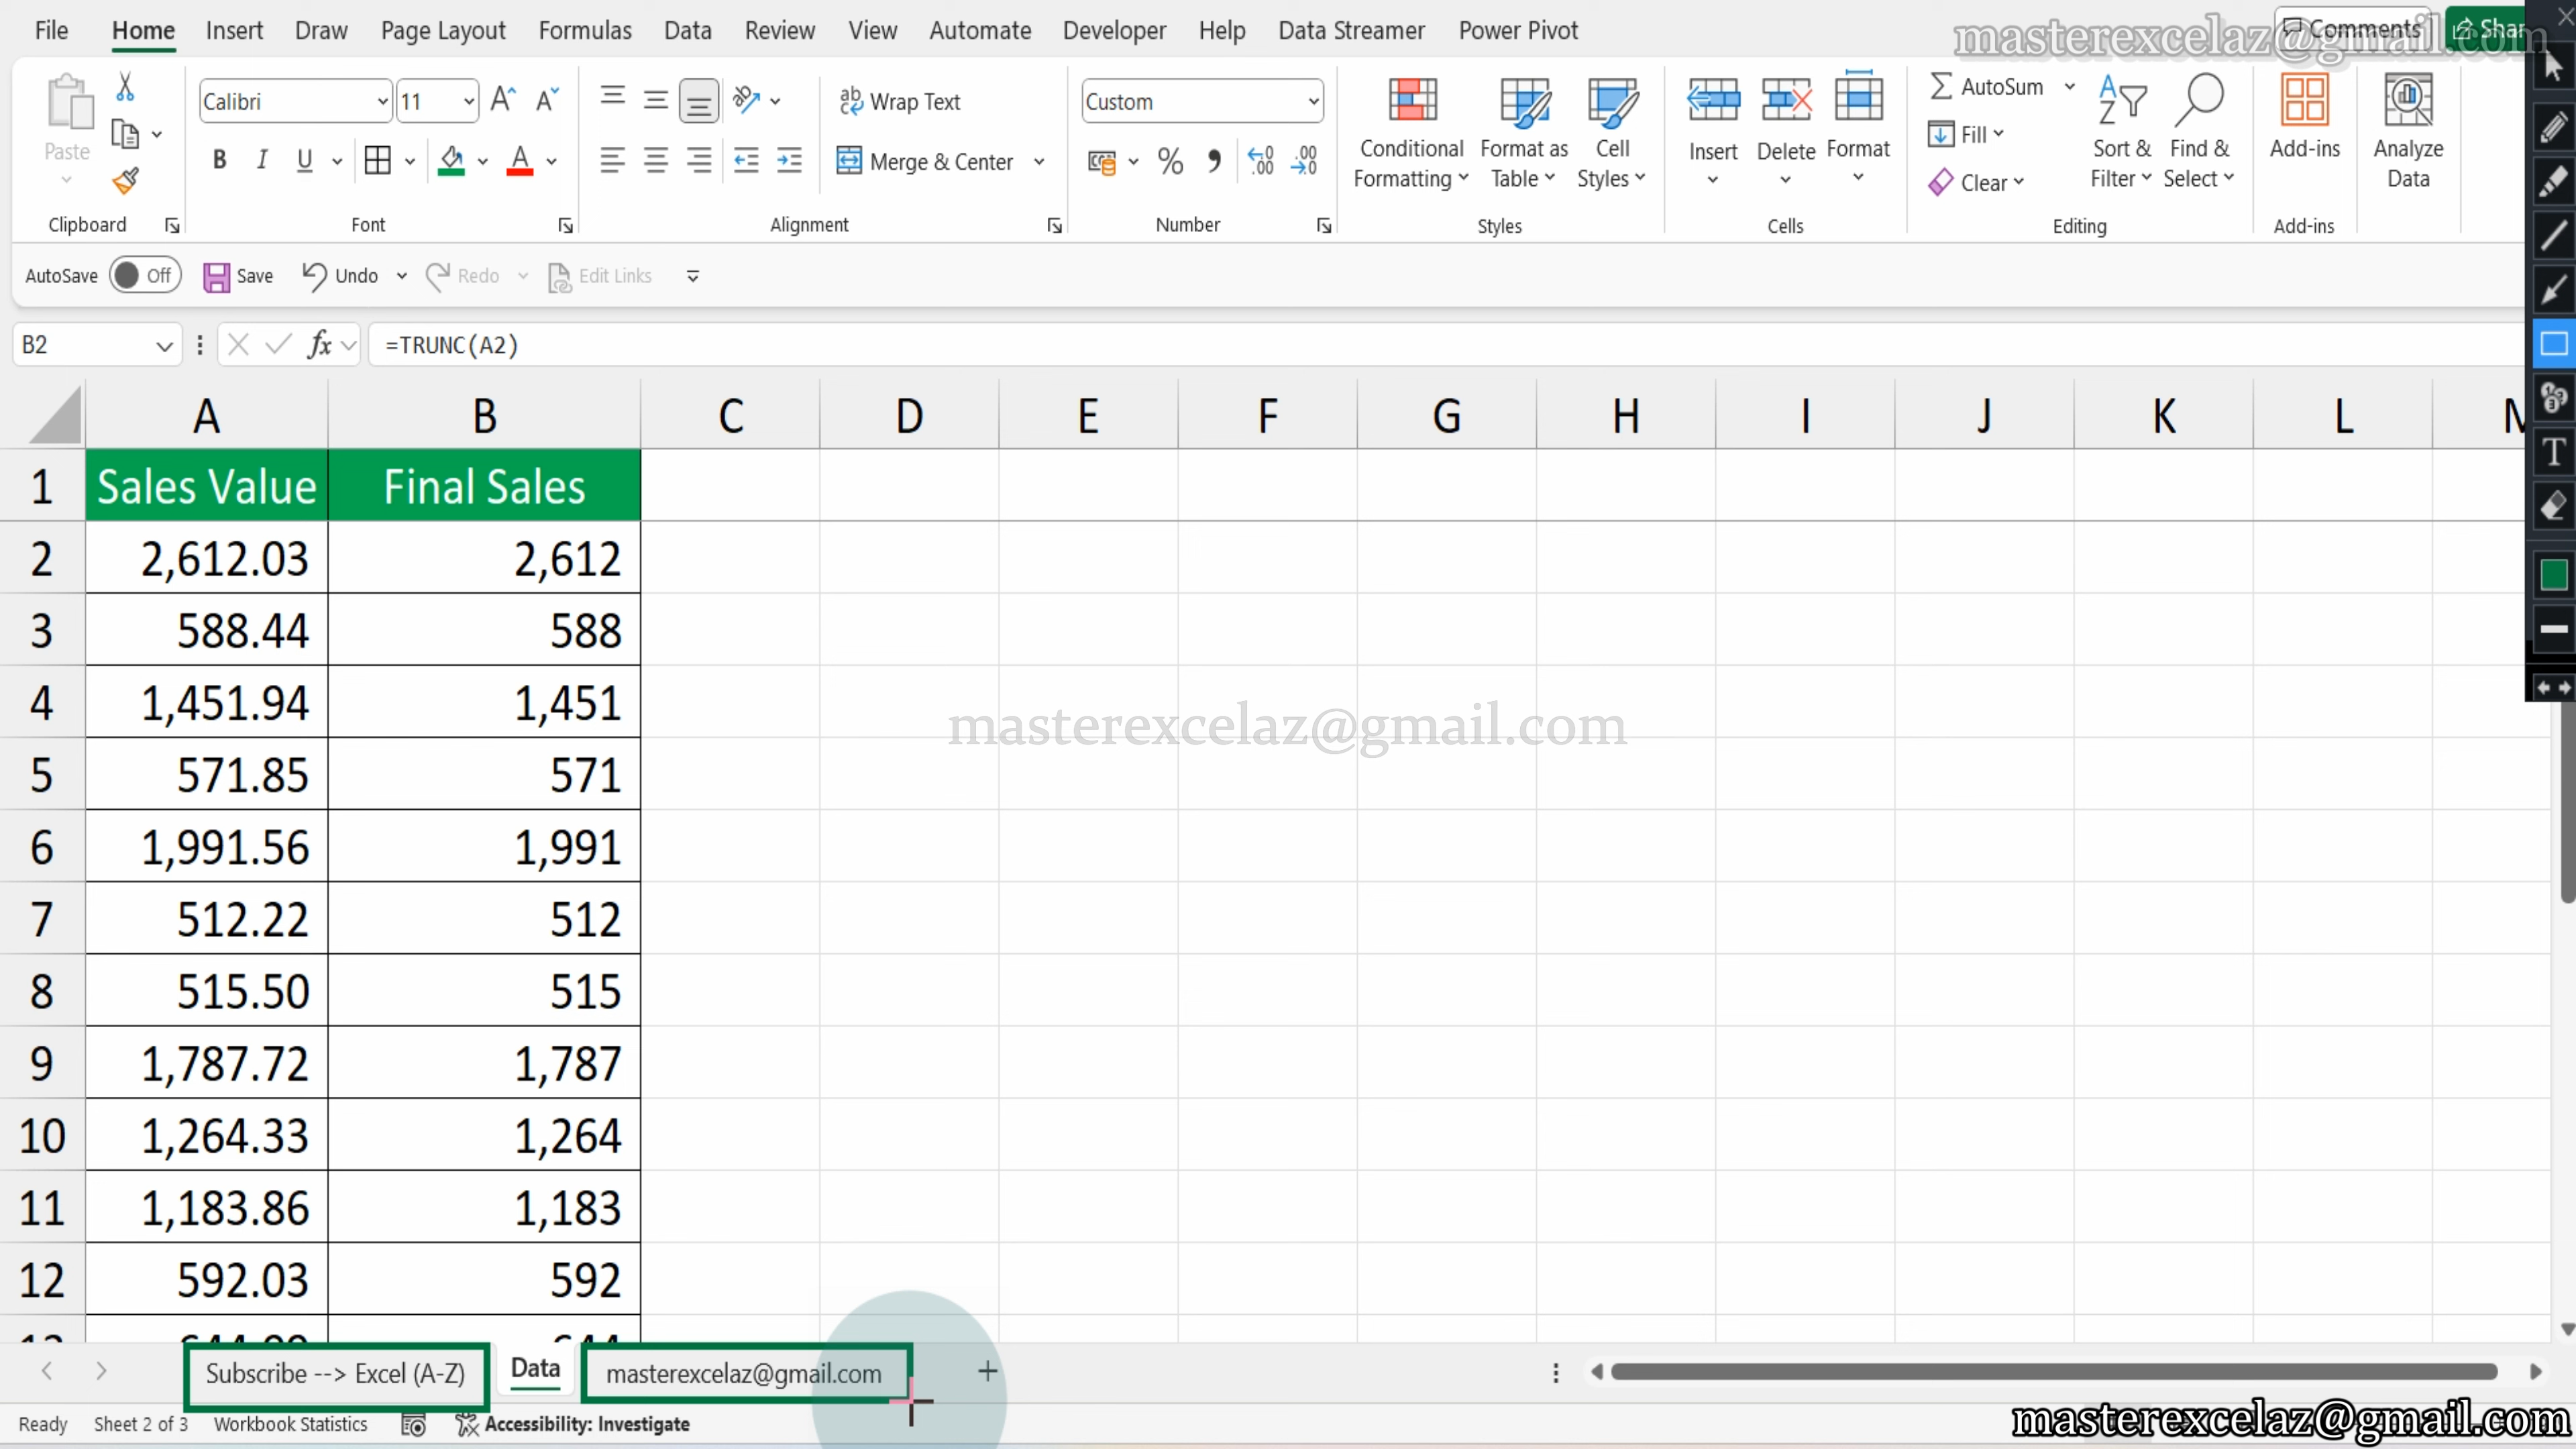 File Home Insert Draw Page Layout Formulas Data Review View Automate Developer Help Data Streamer Power Pivot Comments
masterexcelaz@gmail.com
Calibri 11 Wrap Text Custom AutoSum
Paste Conditional Formatting Format as Table Cell Styles Insert Delete Format Fill Sort & Filter Find & Select Add-ins Analyze Data
B I U A Merge & Center % Clear
Clipboard Font Alignment Number Styles Cells Editing Add-ins
AutoSave Off Save Undo Redo Edit Links
B2 fx =TRUNC(A2)
A B C D E F G H I J K L
1 Sales Value Final Sales
2 2,612.03 2,612
3 588.44 588
4 1,451.94 1,451
masterexcelaz@gmail.com
5 571.85 571
6 1,991.56 1,991
7 512.22 512
8 515.50 515
9 1,787.72 1,787
10 1,264.33 1,264
11 1,183.86 1,183
12 592.03 592
Subscribe --> Excel (A-Z) Data masterexcelaz@gmail.com +
Ready Sheet 2 of 3 Workbook Statistics Accessibility: Investigate
masterexcelaz@gmail.com